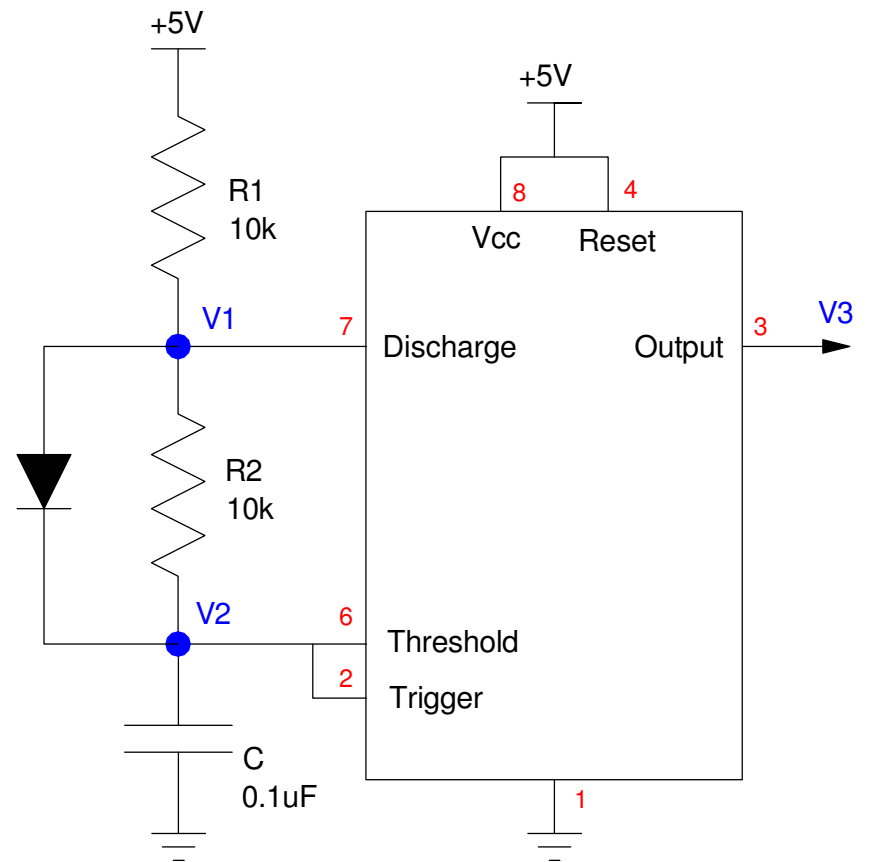 +5V
+5V
R1
10k
8
4
Vcc
Reset
V1
7
Discharge
Output
3
V3
R2
10k
V2
6
Threshold
2
Trigger
C
0.1uF
1